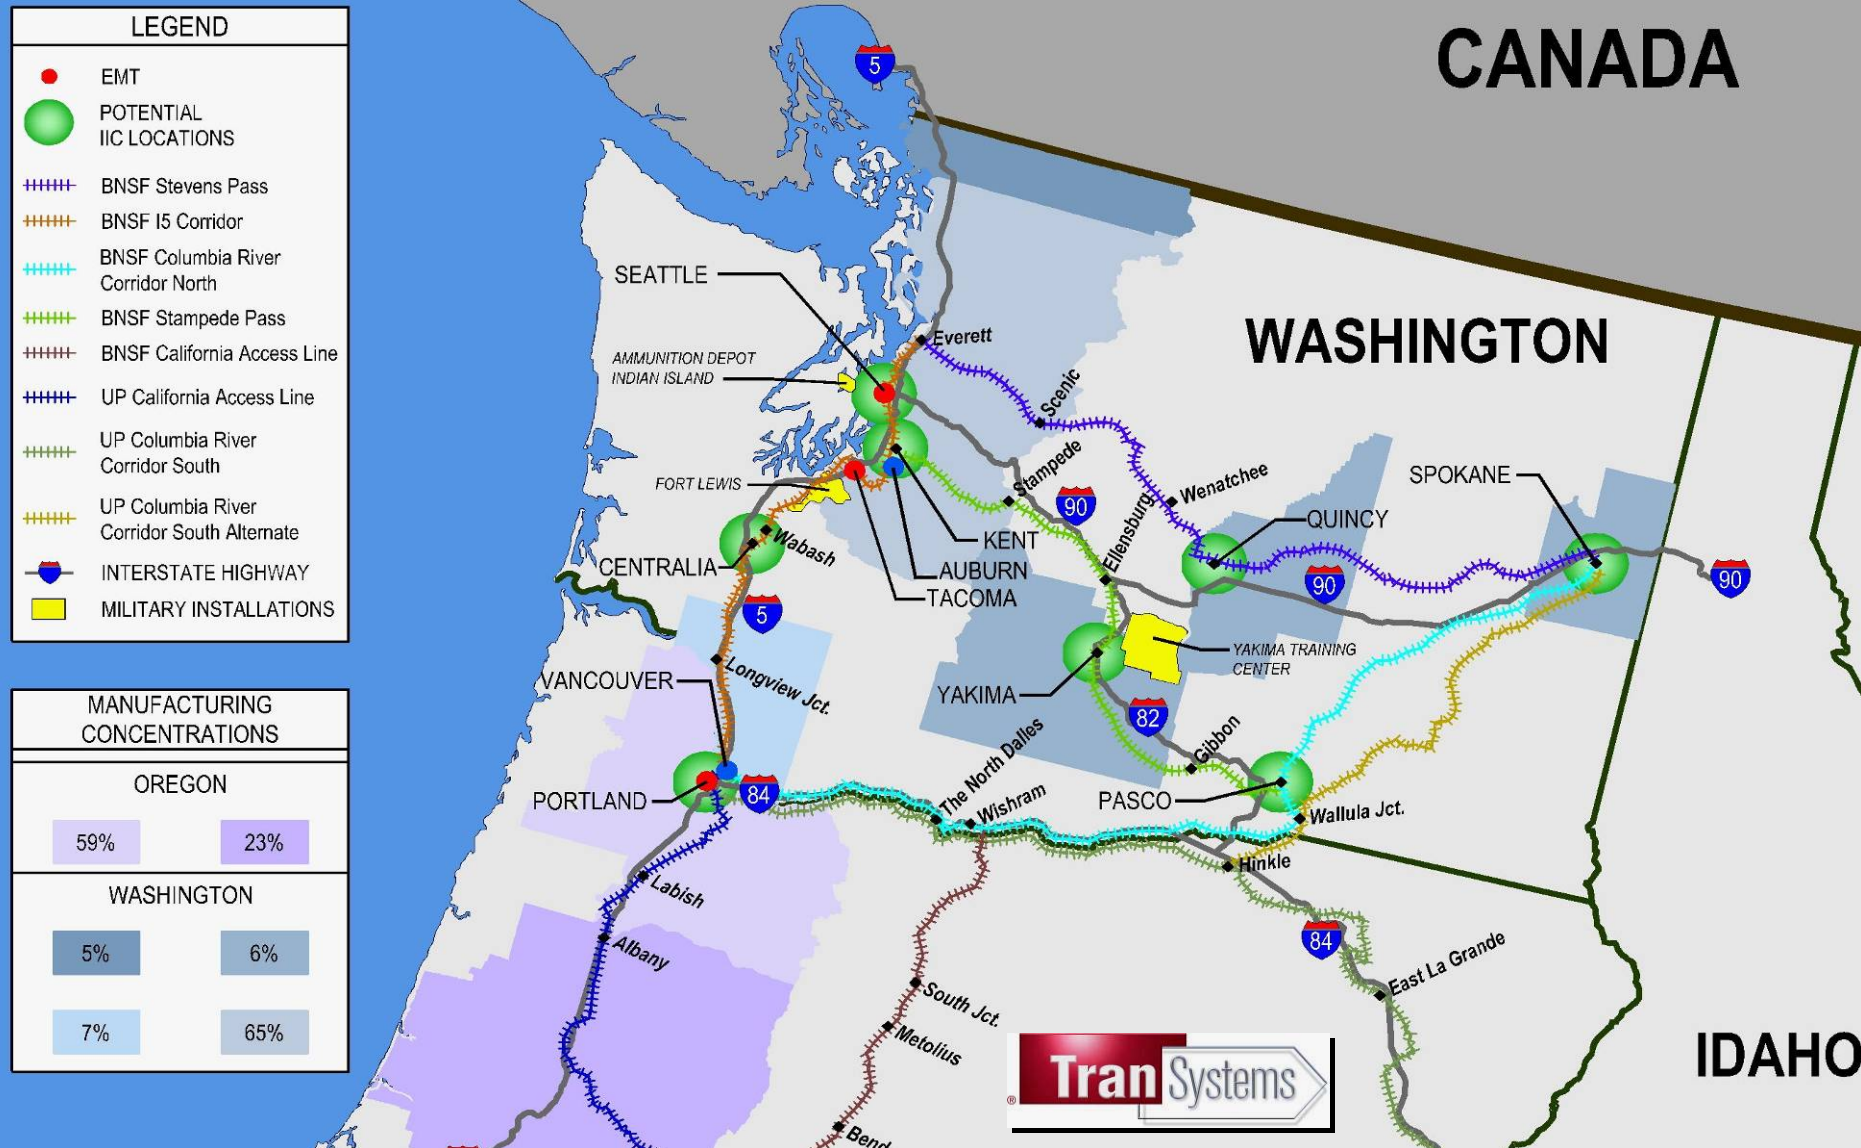 LEGEND
EMT
POTENTIAL
IIC LOCATIONS
BNSF Stevens Pass
BNSF I5 Corridor
BNSF Columbia River
Corridor North
BNSF Stampede Pass
BNSF California Access Line
UP California Access Line
UP Columbia River
Corridor South
UP Columbia River
Corridor South Alternate
INTERSTATE HIGHWAY
MILITARY INSTALLATIONS
MANUFACTURING
CONCENTRATIONS
OREGON
59%
23%
WASHINGTON
5%
6%
7%
65%
CANADA
5
WASHINGTON
SEATTLE
Everett
AMMUNITION DEPOT
INDIAN ISLAND
Scenic
Stampede
Wenatchee
SPOKANE
FORT LEWIS
90
Ellensburg
QUINCY
Wabash
KENT
CENTRALIA
AUBURN
TACOMA
90
90
5
YAKIMA TRAINING
CENTER
Longview Jct.
VANCOUVER
YAKIMA
82
Gibbon
The North Dalles
PORTLAND
84
Wishram
PASCO
Wallula Jct.
Hinkle
Labish
84
Albany
East La Grande
South Jct.
Metolius
IDAHO
Tran Systems
®
Bend